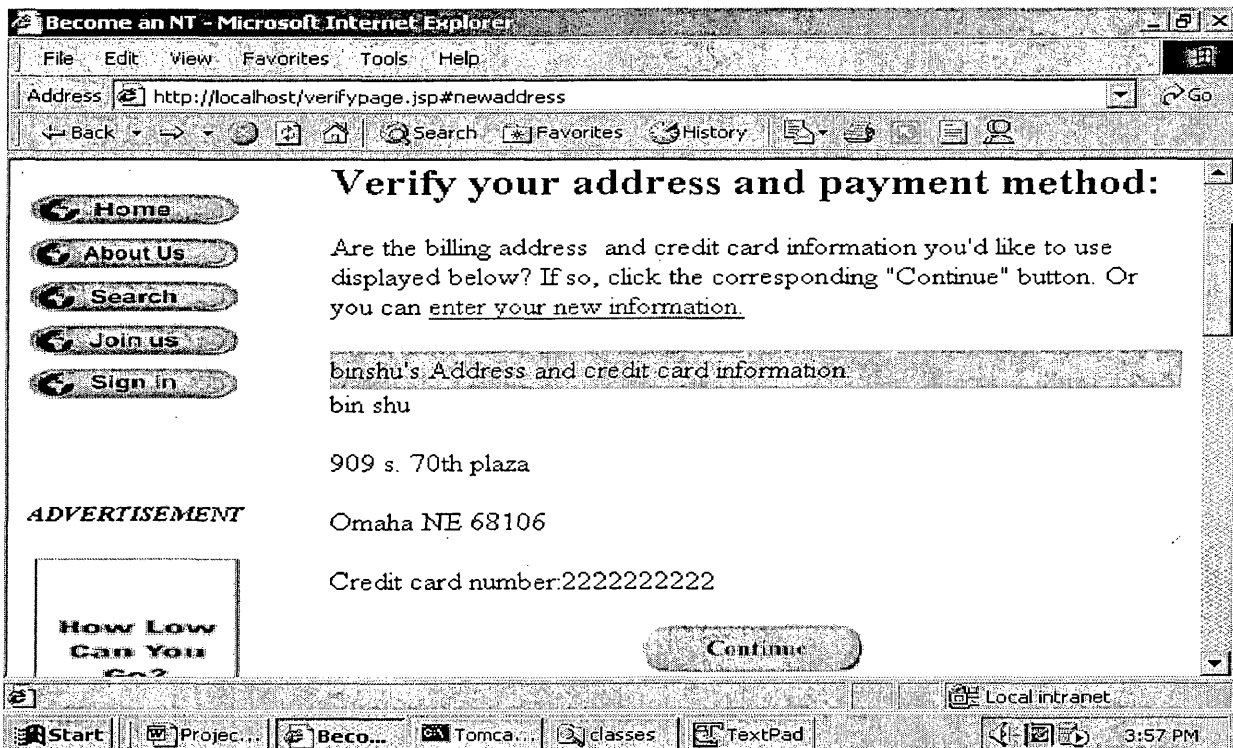 Become an NT - Microsoft Internet Explorer
File Edit View Favorites Tools Help
Address http://localhost/verifypage.jsp#newaddress Go
Back Search Favorites History
Home
About Us
Search
Join us
Sign in
ADVERTISEMENT
How Low
Can You
Go?
Verify your address and payment method:
Are the billing address and credit card information you'd like to use
displayed below? If so, click the corresponding "Continue" button. Or
you can enter your new information.
binshu's Address and credit card information
bin shu
909 s. 70th plaza
Omaha NE 68106
Credit card number:2222222222
Continue
Local intranet
Start Projec... Beco... Tomca... classes TextPad 3:57 PM